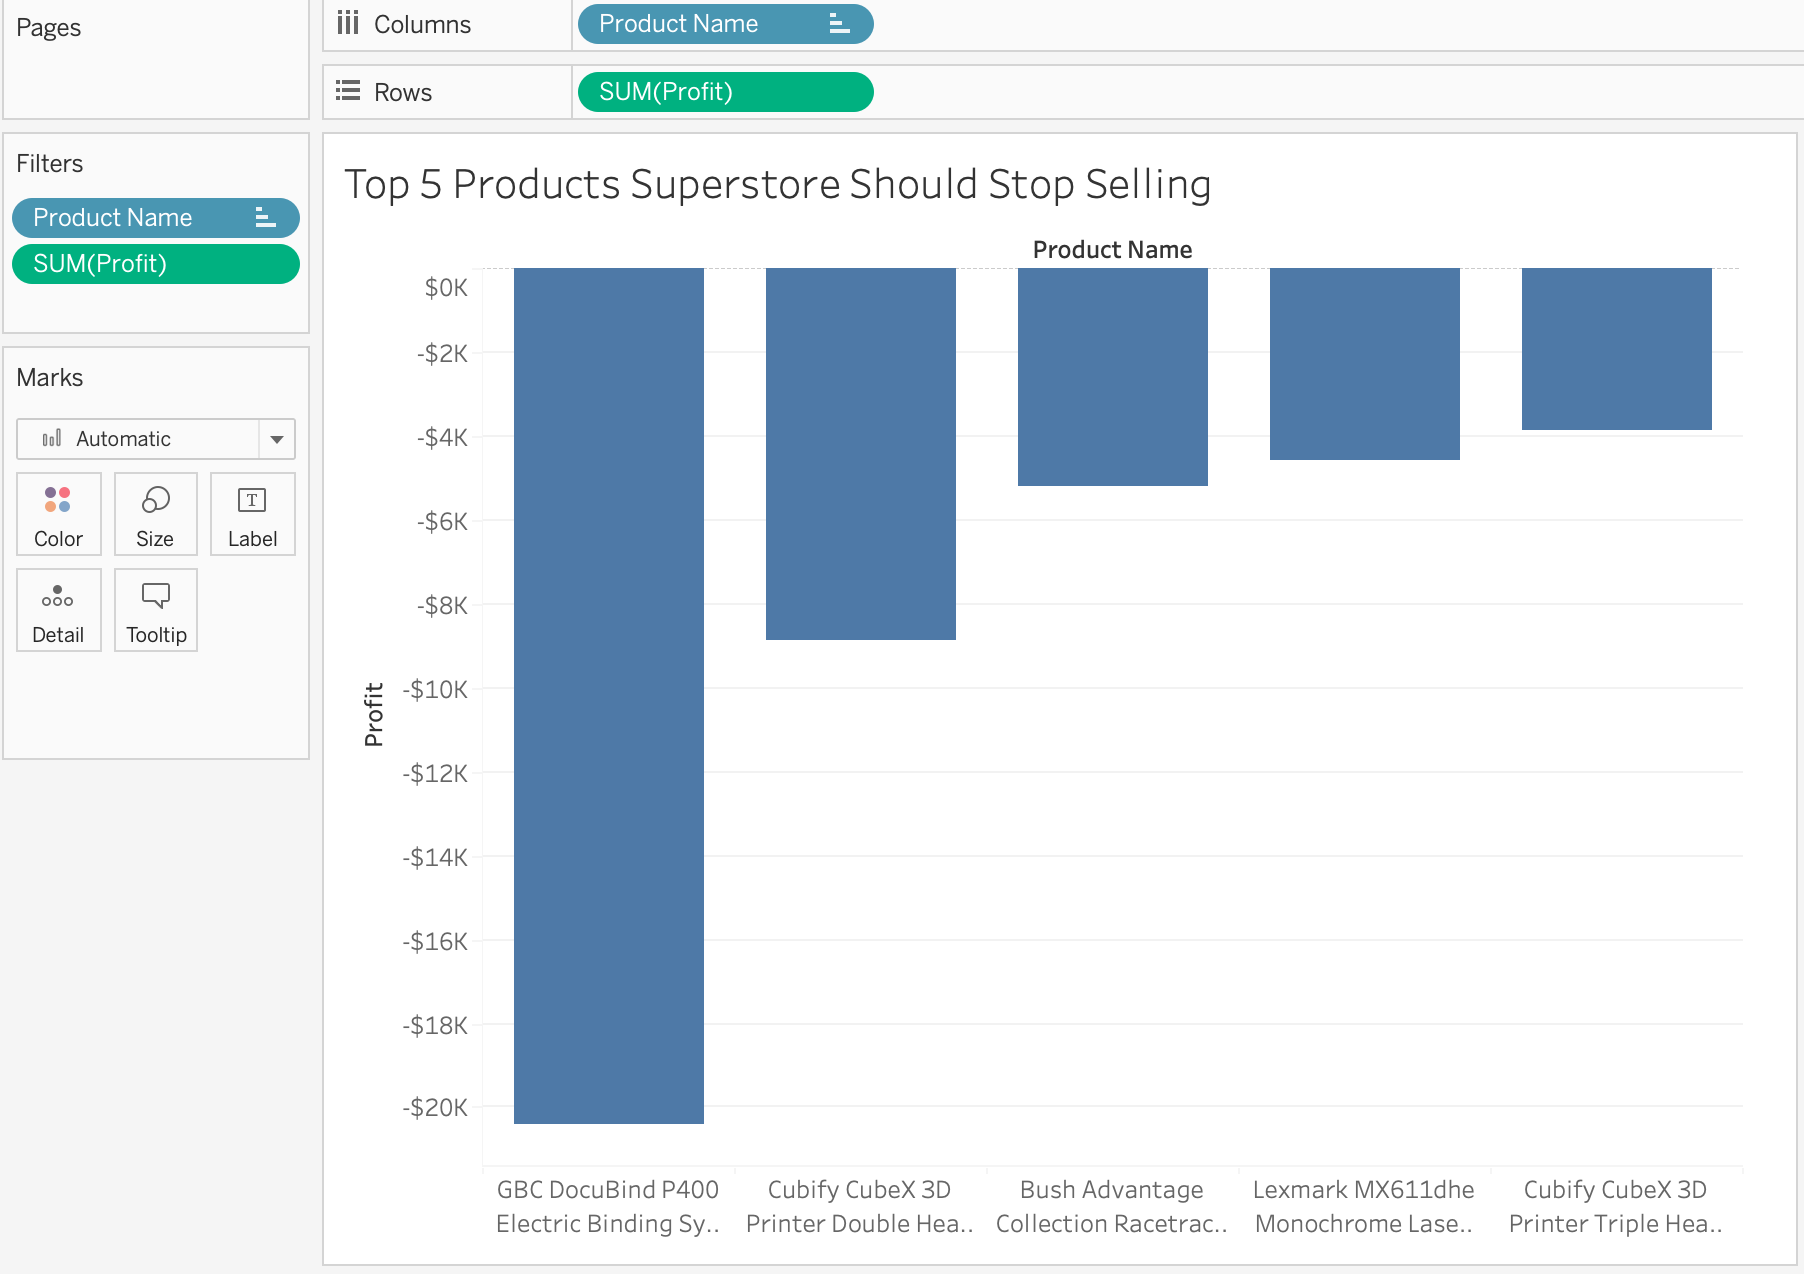 Pages
Columns
Product Name
Rows
SUM(Profit)
Filters
Product Name
SUM(Profit)
Marks
Automatic
Color
Size
Label
Detail
Tooltip
Top 5 Products Superstore Should Stop Selling
Product Name
Profit
$0K
-$2K
-$4K
-$6K
-$8K
-$10K
-$12K
-$14K
-$16K
-$18K
-$20K
GBC DocuBind P400
Electric Binding Sy..
Cubify CubeX 3D
Printer Double Hea..
Bush Advantage
Collection Racetrac..
Lexmark MX611dhe
Monochrome Lase..
Cubify CubeX 3D
Printer Triple Hea..